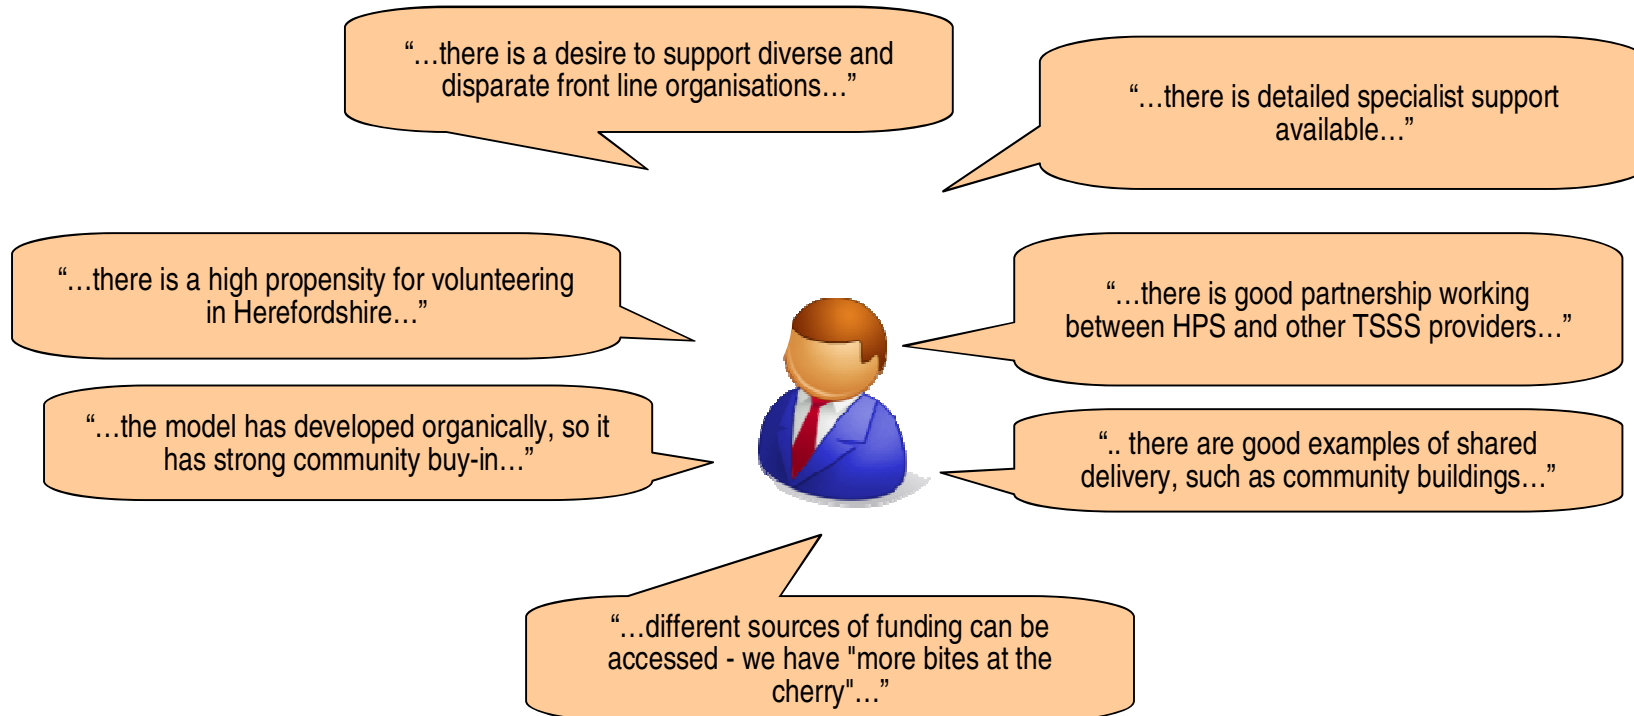 “…there is a desire to support diverse and
disparate front line organisations…”
“…there is detailed specialist support
available…”
“…there is a high propensity for volunteering
in Herefordshire…”
“…there is good partnership working
between HPS and other TSSS providers…”
“…the model has developed organically, so it
has strong community buy-in…”
“.. there are good examples of shared
delivery, such as community buildings…”
“…different sources of funding can be
accessed - we have "more bites at the
cherry"…”